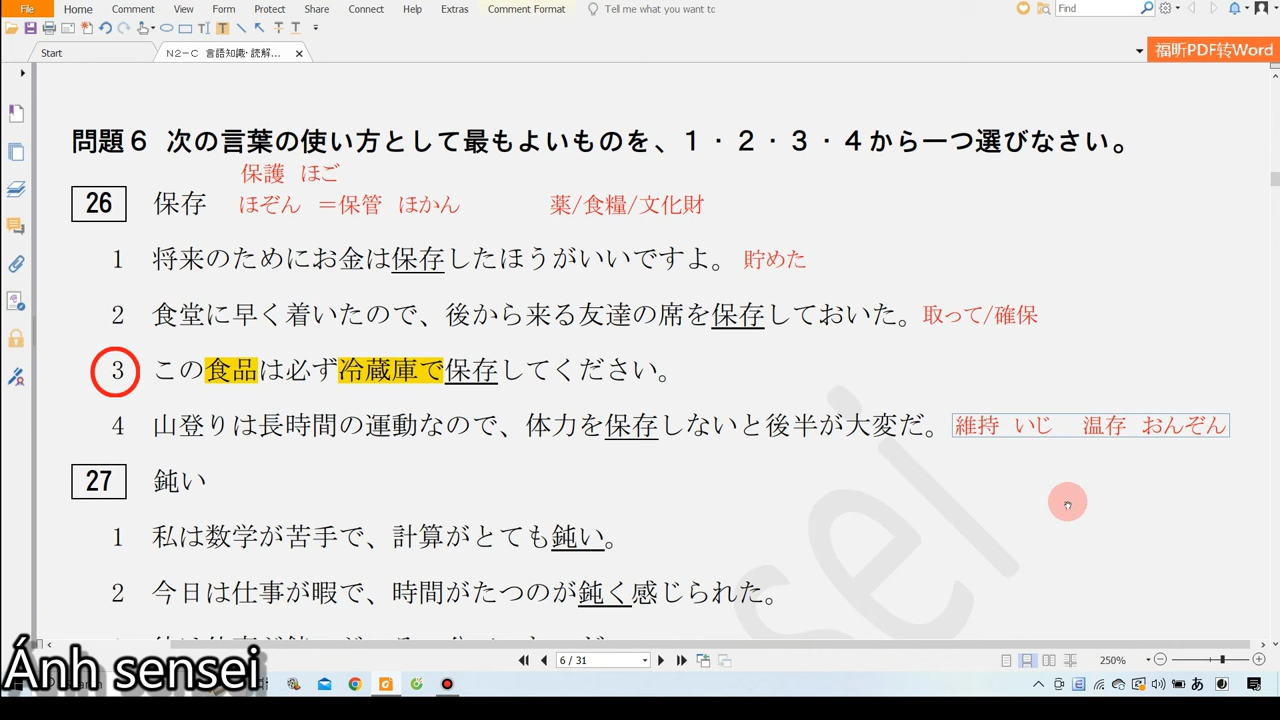 File Home Comment View Form Protect Share Connect Help Extras Comment Format Tell me what you want to Find
Start N2-C 言語知識・読解... 福昕PDF转Word
問題6 次の言葉の使い方として最もよいものを、1・2・3・4から一つ選びなさい。
保護 ほご
26 保存 ほぞん =保管 ほかん 薬/食糧/文化財
1 将来のためにお金は保存したほうがいいですよ。 貯めた
2 食堂に早く着いたので、後から来る友達の席を保存しておいた。 取って/確保
3 この食品は必ず冷蔵庫で保存してください。
4 山登りは長時間の運動なので、体力を保存しないと後半が大変だ。 維持 いじ 温存 おんぞん
27 鈍い
1 私は数学が苦手で、計算がとても鈍い。
2 今日は仕事が暇で、時間がたつのが鈍く感じられた。
sei
6 / 31 250%
Ánh sensei
あ